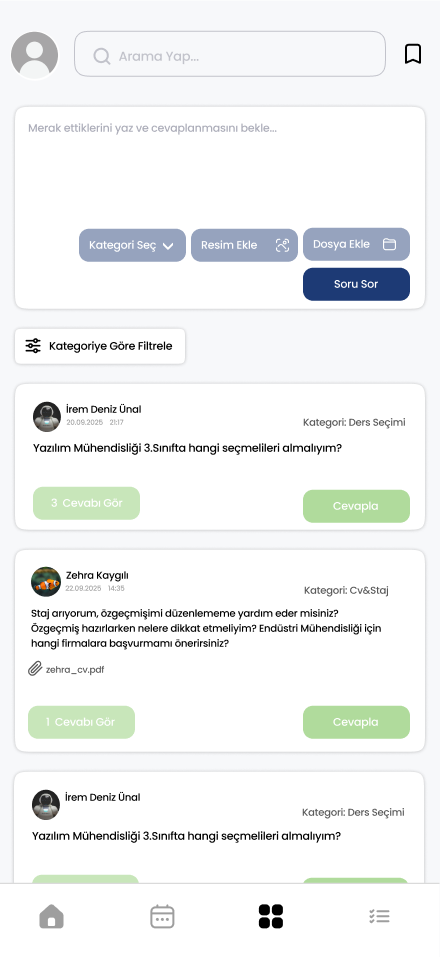 Arama Yap...
Merak ettiklerini yaz ve cevaplanmasını bekle...
Kategori Seç
Resim Ekle
Dosya Ekle
Soru Sor
Kategoriye Göre Filtrele
İrem Deniz Ünal
20.09.2025 21:17
Kategori: Ders Seçimi
Yazılım Mühendisliği 3.Sınıfta hangi seçmelileri almalıyım?
3 Cevabı Gör
Cevapla
Zehra Kaygılı
22.09.2025 14:35
Kategori: Cv&Staj
Staj arıyorum, özgeçmişimi düzenlememe yardım eder misiniz?
Özgeçmiş hazırlarken nelere dikkat etmeliyim? Endüstri Mühendisliği için
hangi firmalara başvurmamı önerirsiniz?
zehra_cv.pdf
1 Cevabı Gör
Cevapla
İrem Deniz Ünal
Kategori: Ders Seçimi
Yazılım Mühendisliği 3.Sınıfta hangi seçmelileri almalıyım?